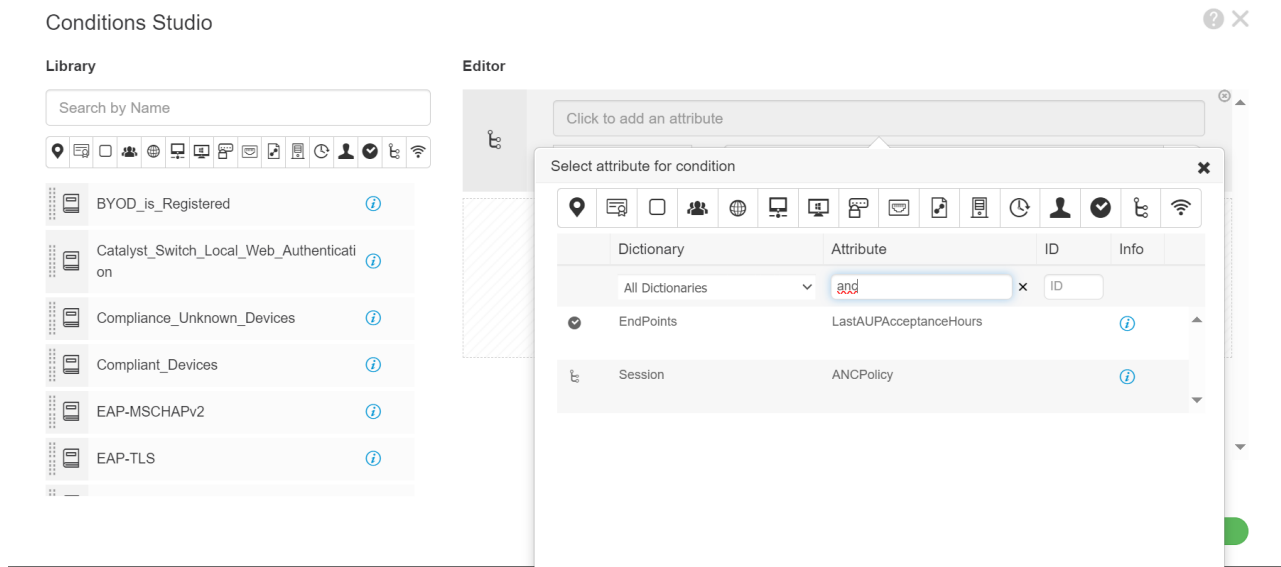 Conditions Studio
Library
Editor
Search by Name
Click to add an attribute
Select attribute for condition
BYOD_is_Registered
Catalyst_Switch_Local_Web_Authenticati
on
Compliance_Unknown_Devices
Compliant_Devices
EAP-MSCHAPv2
EAP-TLS
Dictionary Attribute ID Info
All Dictionaries and ID
EndPoints LastAUPAcceptanceHours
Session ANCPolicy